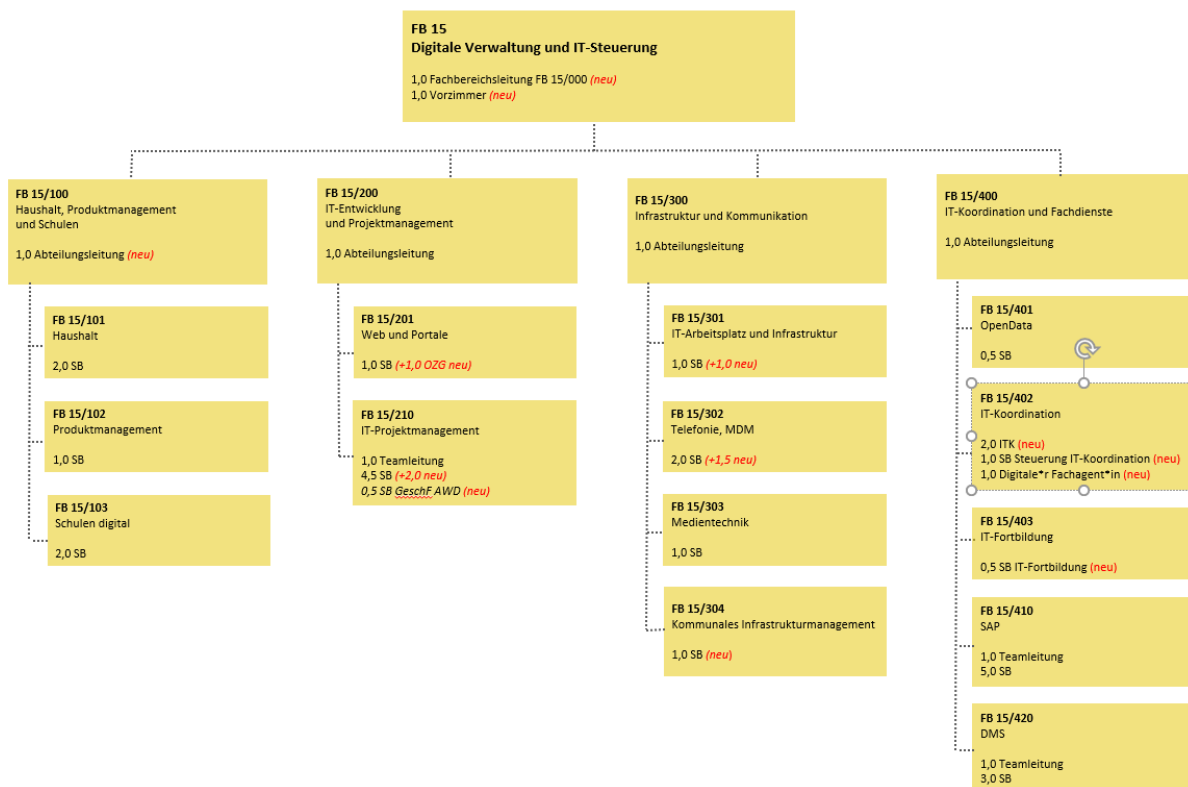 FB 15
Digitale Verwaltung und IT-Steuerung
1,0 Fachbereichsleitung FB 15/000 (neu)
1,0 Vorzimmer (neu)
FB 15/100
Haushalt, Produktmanagement
und Schulen
1,0 Abteilungsleitung (neu)
FB 15/101
Haushalt
2,0 SB
FB 15/102
Produktmanagement
1,0 SB
FB 15/103
Schulen digital
2,0 SB
FB 15/200
IT-Entwicklung
und Projektmanagement
1,0 Abteilungsleitung
FB 15/201
Web und Portale
1,0 SB (+1,0 OZG neu)
FB 15/210
IT-Projektmanagement
1,0 Teamleitung
4,5 SB (+2,0 neu)
0,5 SB GeschF AWD (neu)
FB 15/300
Infrastruktur und Kommunikation
1,0 Abteilungsleitung
FB 15/301
IT-Arbeitsplatz und Infrastruktur
1,0 SB (+1,0 neu)
FB 15/302
Telefonie, MDM
2,0 SB (+1,5 neu)
FB 15/303
Medientechnik
1,0 SB
FB 15/304
Kommunales Infrastrukturmanagement
1,0 SB (neu)
FB 15/400
IT-Koordination und Fachdienste
1,0 Abteilungsleitung
FB 15/401
OpenData
0,5 SB
FB 15/402
IT-Koordination
2,0 ITK (neu)
1,0 SB Steuerung IT-Koordination (neu)
1,0 Digitale*r Fachagent*in (neu)
FB 15/403
IT-Fortbildung
0,5 SB IT-Fortbildung (neu)
FB 15/410
SAP
1,0 Teamleitung
5,0 SB
FB 15/420
DMS
1,0 Teamleitung
3,0 SB